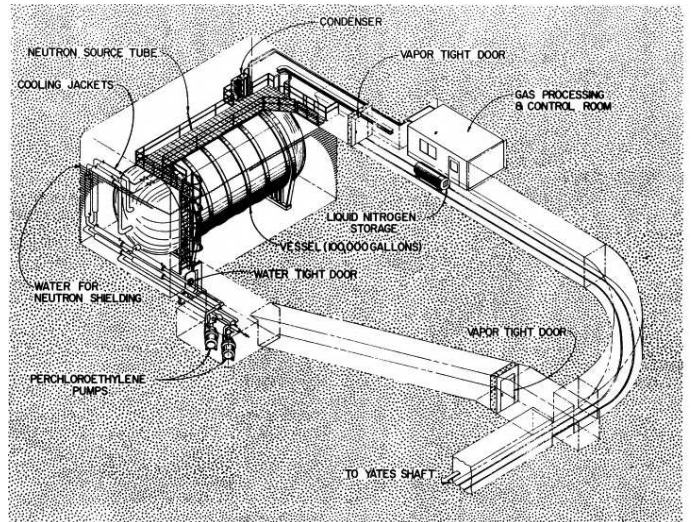 CONDENSER
NEUTRON SOURCE TUBE
VAPOR TIGHT DOOR
COOLING JACKETS
GAS PROCESSING
& CONTROL ROOM
LIQUID NITROGEN
STORAGE
VESSEL (100,000 GALLONS)
WATER TIGHT DOOR
WATER FOR
NEUTRON SHIELDING
VAPOR TIGHT DOOR
PERCHLOROETHYLENE
PUMPS
TO YATES SHAFT